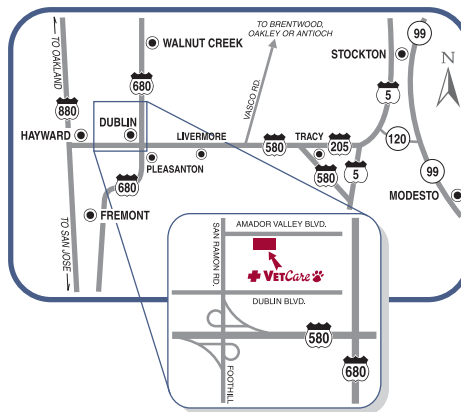 TO BRENTWOOD,
OAKLEY OR ANTIOCH
TO OAKLAND
WALNUT CREEK
STOCKTON
99
N
680
880
5
VASCO RD.
DUBLIN
HAYWARD
LIVERMORE
580
TRACY
205
120
PLEASANTON
680
580
5
99
MODESTO
FREMONT
TO SAN JOSE
SAN RAMON RD.
AMADOR VALLEY BLVD.
VETCare
DUBLIN BLVD.
580
680
FOOTHILL